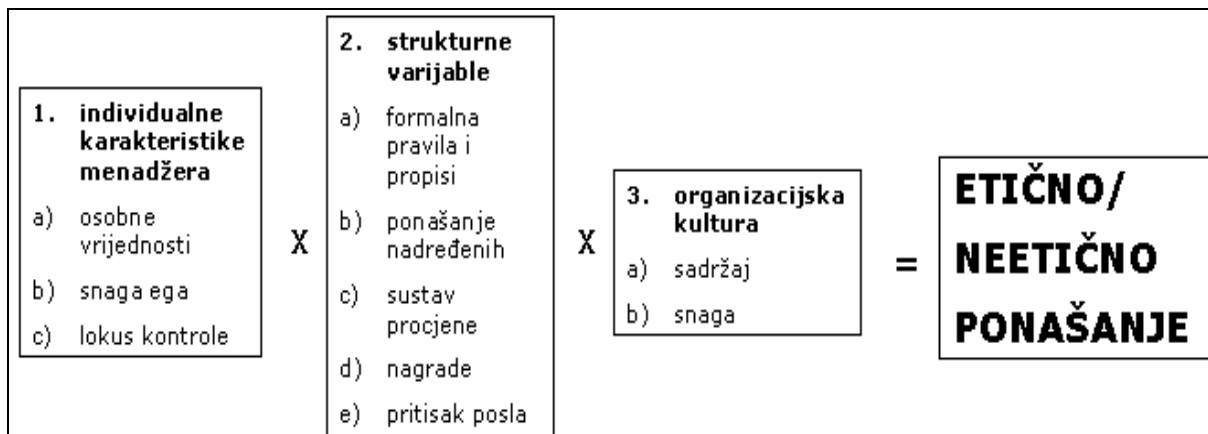 1. individualne
karakteristike
menadžera
a) osobne
vrijednosti
b) snaga ega
c) lokus kontrole
X
2. strukturne
varijable
a) formalna
pravila i
propisi
b) ponašanje
nadređenih
c) sustav
procjene
d) nagrade
e) pritisak posla
X
3. organizacijska
kultura
a) sadržaj
b) snaga
=
ETIČNO/
NEETIČNO
PONAŠANJE